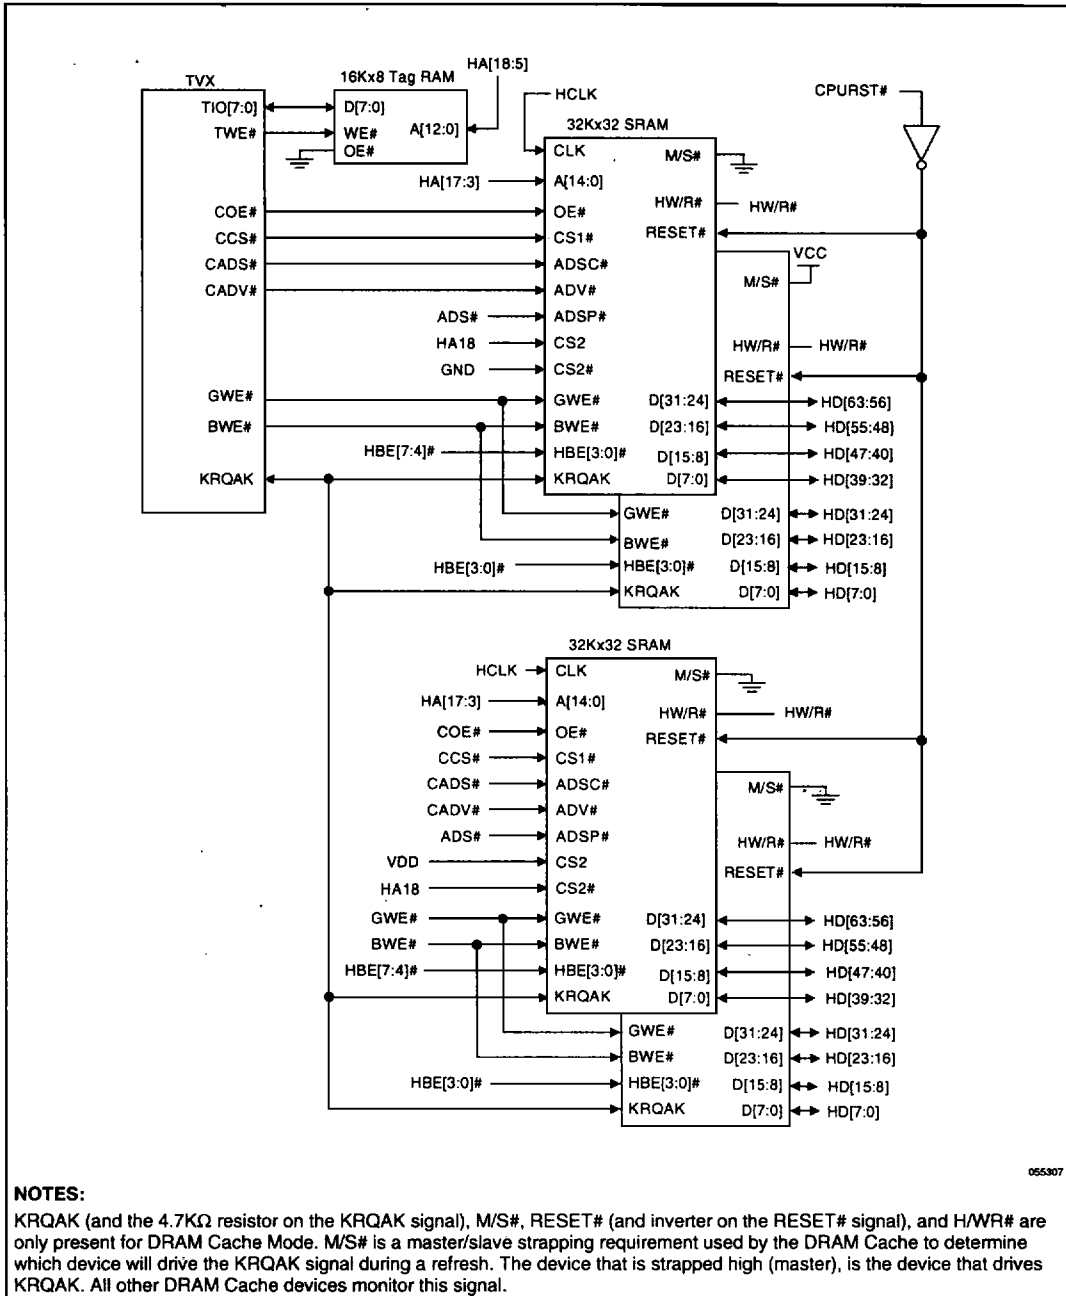 HA[18:5]
TVX
16Kx8 Tag RAM
HCLK
CPURST#
TIO[7:0]
D[7:0]
TWE#
WE#
A[12:0]
OE#
32Kx32 SRAM
CLK
M/S#
HA[17:3]
A[14:0]
HW/R#
HW/R#
COE#
OE#
RESET#
CCS#
CS1#
VCC
CADS#
ADSC#
M/S#
CADV#
ADV#
ADS#
ADSP#
HA18
CS2
HW/R#
HW/R#
GND
CS2#
RESET#
GWE#
GWE#
D[31:24]
HD[63:56]
BWE#
BWE#
D[23:16]
HD[55:48]
HBE[7:4]#
HBE[3:0]#
D[15:8]
HD[47:40]
KRQAK
KRQAK
D[7:0]
HD[39:32]
GWE#
D[31:24]
HD[31:24]
BWE#
D[23:16]
HD[23:16]
HBE[3:0]#
HBE[3:0]#
D[15:8]
HD[15:8]
KRQAK
D[7:0]
HD[7:0]
32Kx32 SRAM
HCLK
CLK
M/S#
HA[17:3]
A[14:0]
HW/R#
HW/R#
COE#
OE#
RESET#
CCS#
CS1#
CADS#
ADSC#
M/S#
CADV#
ADV#
ADS#
ADSP#
HW/R#
HW/R#
VDD
CS2
RESET#
HA18
CS2#
GWE#
GWE#
D[31:24]
HD[63:56]
BWE#
BWE#
D[23:16]
HD[55:48]
HBE[7:4]#
HBE[3:0]#
D[15:8]
HD[47:40]
KRQAK
D[7:0]
HD[39:32]
GWE#
D[31:24]
HD[31:24]
BWE#
D[23:16]
HD[23:16]
HBE[3:0]#
HBE[3:0]#
D[15:8]
HD[15:8]
KRQAK
D[7:0]
HD[7:0]
055307
NOTES:
KRQAK (and the 4.7KΩ resistor on the KRQAK signal), M/S#, RESET# (and inverter on the RESET# signal), and H/WR# are
only present for DRAM Cache Mode. M/S# is a master/slave strapping requirement used by the DRAM Cache to determine
which device will drive the KRQAK signal during a refresh. The device that is strapped high (master), is the device that drives
KRQAK. All other DRAM Cache devices monitor this signal.